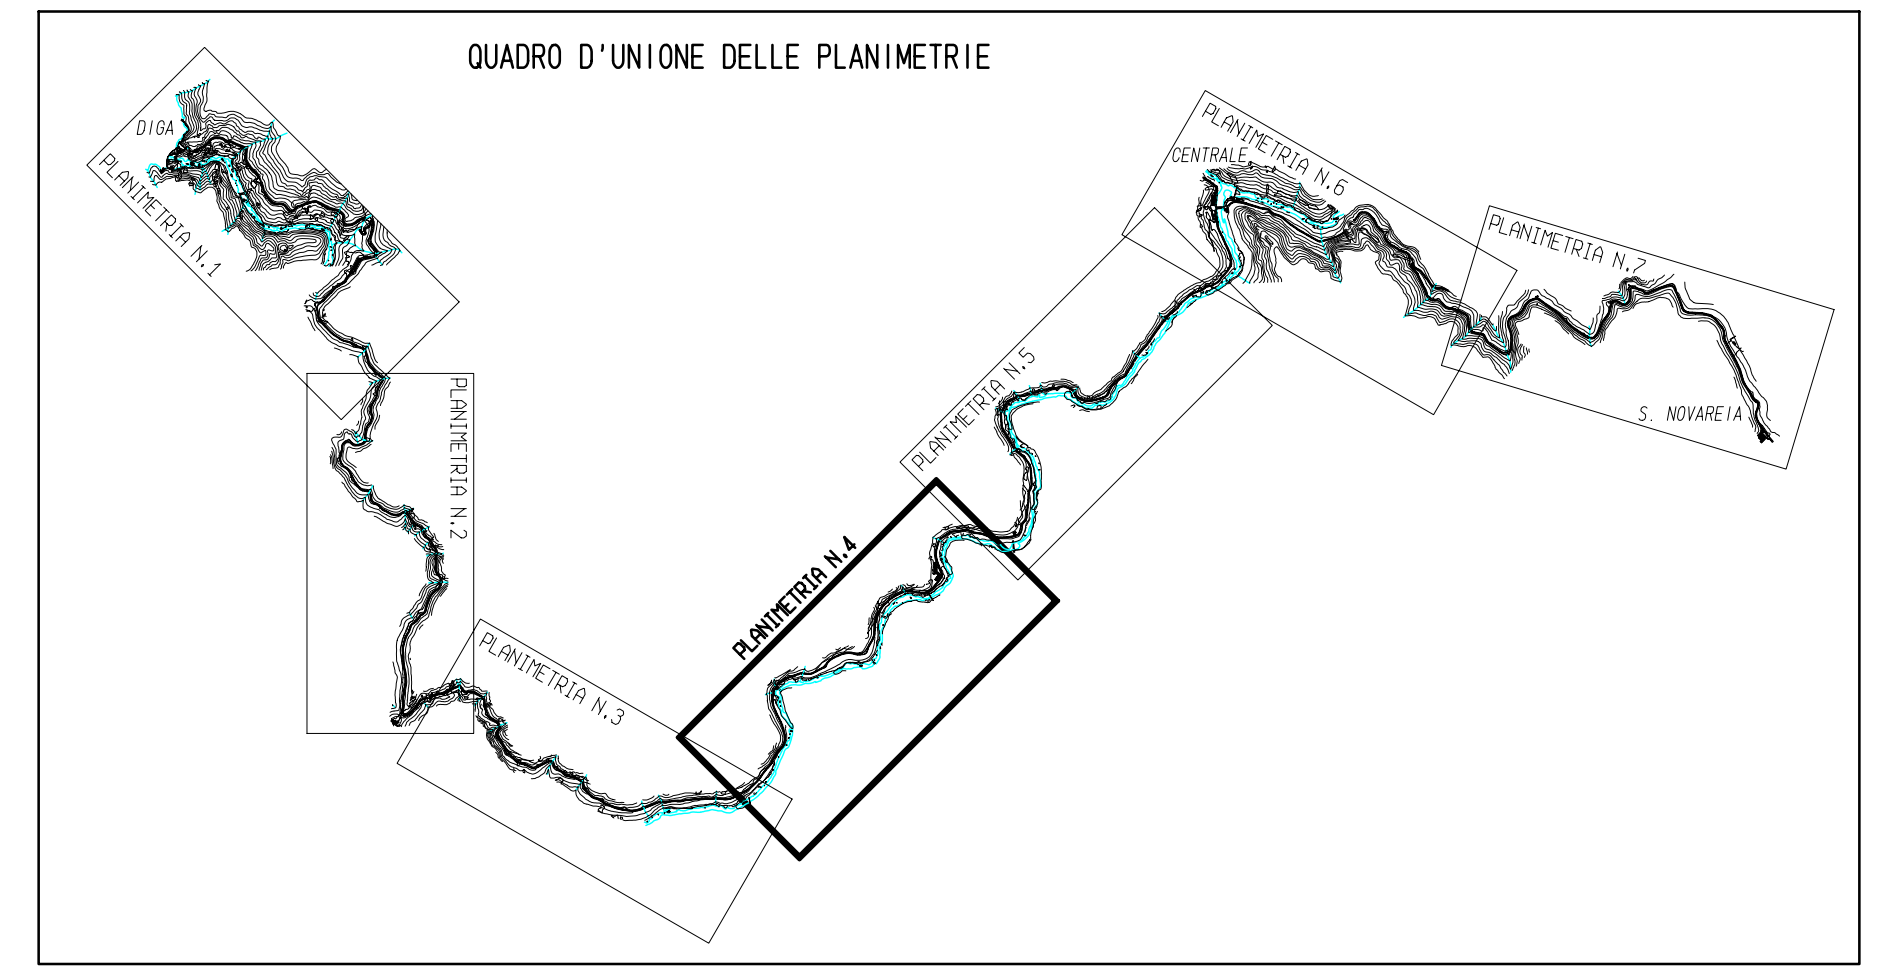 QUADRO D'UNIONE DELLE PLANIMETRIE
DIGA
PLANIMETRIA N.1
PLANIMETRIA N.2
PLANIMETRIA N.3
PLANIMETRIA N.4
PLANIMETRIA N.5
PLANIMETRIA N.6
CENTRALE
PLANIMETRIA N.7
S. NOVAREIA